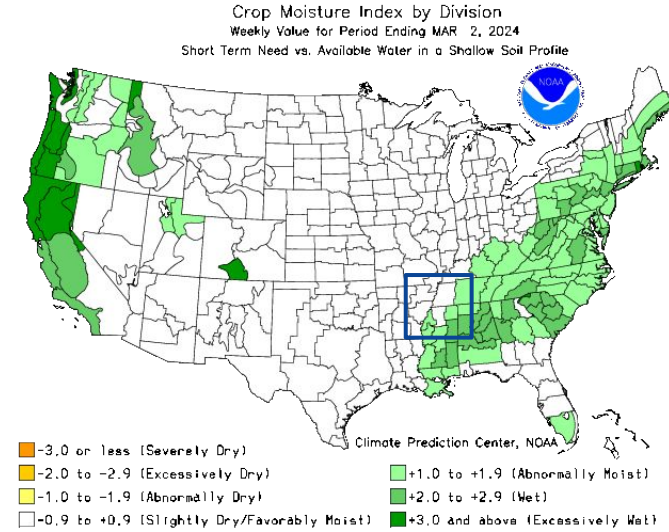 Crop Moisture Index by Division
Weekly Value for Period Ending MAR 2, 2024
Short Term Need vs. Available Water in a Shallow Soil Profile
NOAA
Climate Prediction Center, NOAA
-3.0 or less (Severely Dry)
-2.0 to -2.9 (Excessively Dry)
-1.0 to -1.9 (Abnormally Dry)
-0.9 to +0.9 (Slightly Dry/Favorably Moist)
+1.0 to +1.9 (Abnormally Moist)
+2.0 to +2.9 (Wet)
+3.0 and above (Excessively Wet)